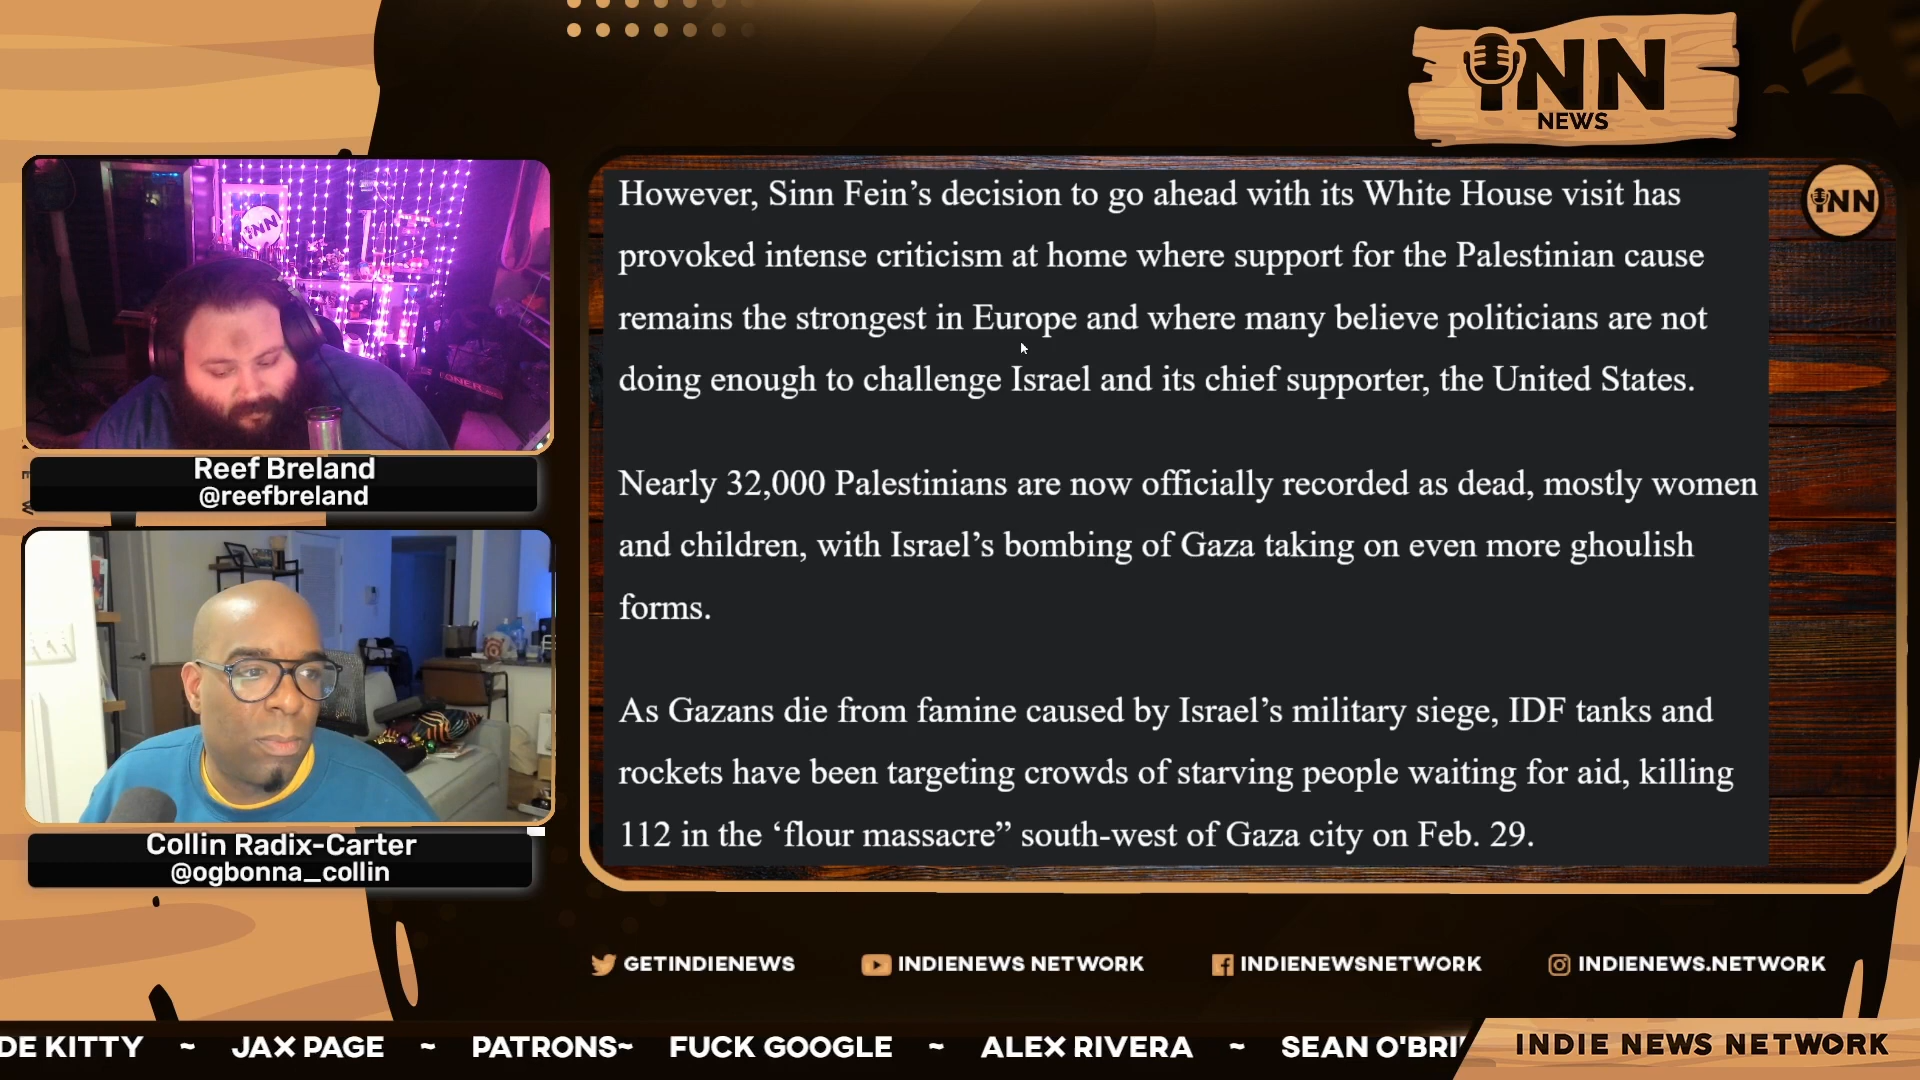 iNN
NEWS
iNN
iNN
However, Sinn Fein’s decision to go ahead with its White House visit has
provoked intense criticism at home where support for the Palestinian cause
remains the strongest in Europe and where many believe politicians are not
doing enough to challenge Israel and its chief supporter, the United States.
Nearly 32,000 Palestinians are now officially recorded as dead, mostly women
and children, with Israel’s bombing of Gaza taking on even more ghoulish
forms.
As Gazans die from famine caused by Israel’s military siege, IDF tanks and
rockets have been targeting crowds of starving people waiting for aid, killing
112 in the ‘flour massacre” south-west of Gaza city on Feb. 29.
Reef Breland
@reefbreland
Collin Radix-Carter
@ogbonna_collin
GETINDIENEWS
INDIENEWS NETWORK
INDIENEWSNETWORK
INDIENEWS.NETWORK
DE KITTY ~ JAX PAGE ~ PATRONS~ FUCK GOOGLE ~ ALEX RIVERA ~ SEAN O'BRI
INDIE NEWS NETWORK